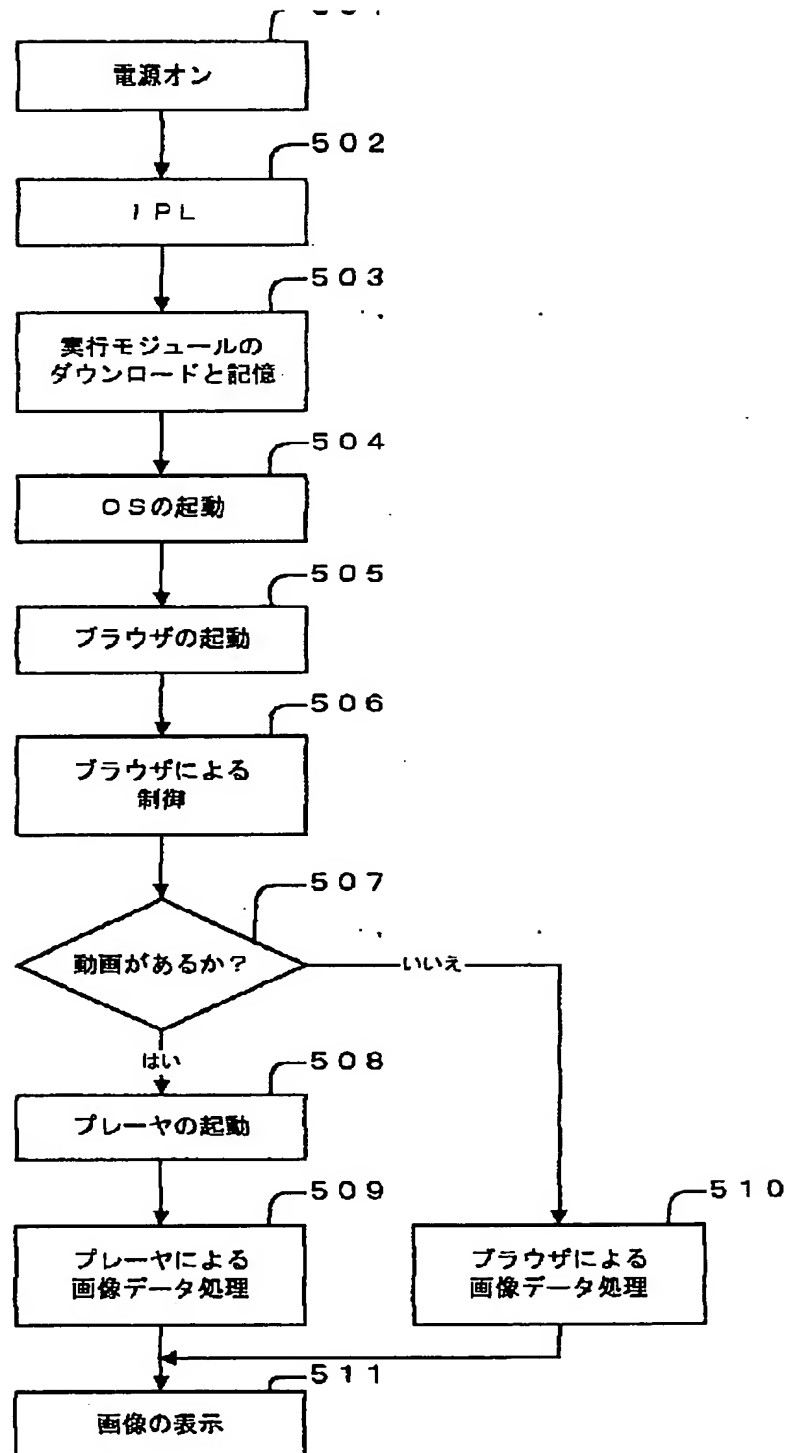 電源オン
502
IPL
503
実行モジュールの
ダウンロードと記憶
504
OSの起動
505
ブラウザの起動
506
ブラウザによる
制御
507
動画があるか?
いいえ
はい
508
プレーヤの起動
509
プレーヤによる
画像データ処理
510
ブラウザによる
画像データ処理
511
画像の表示